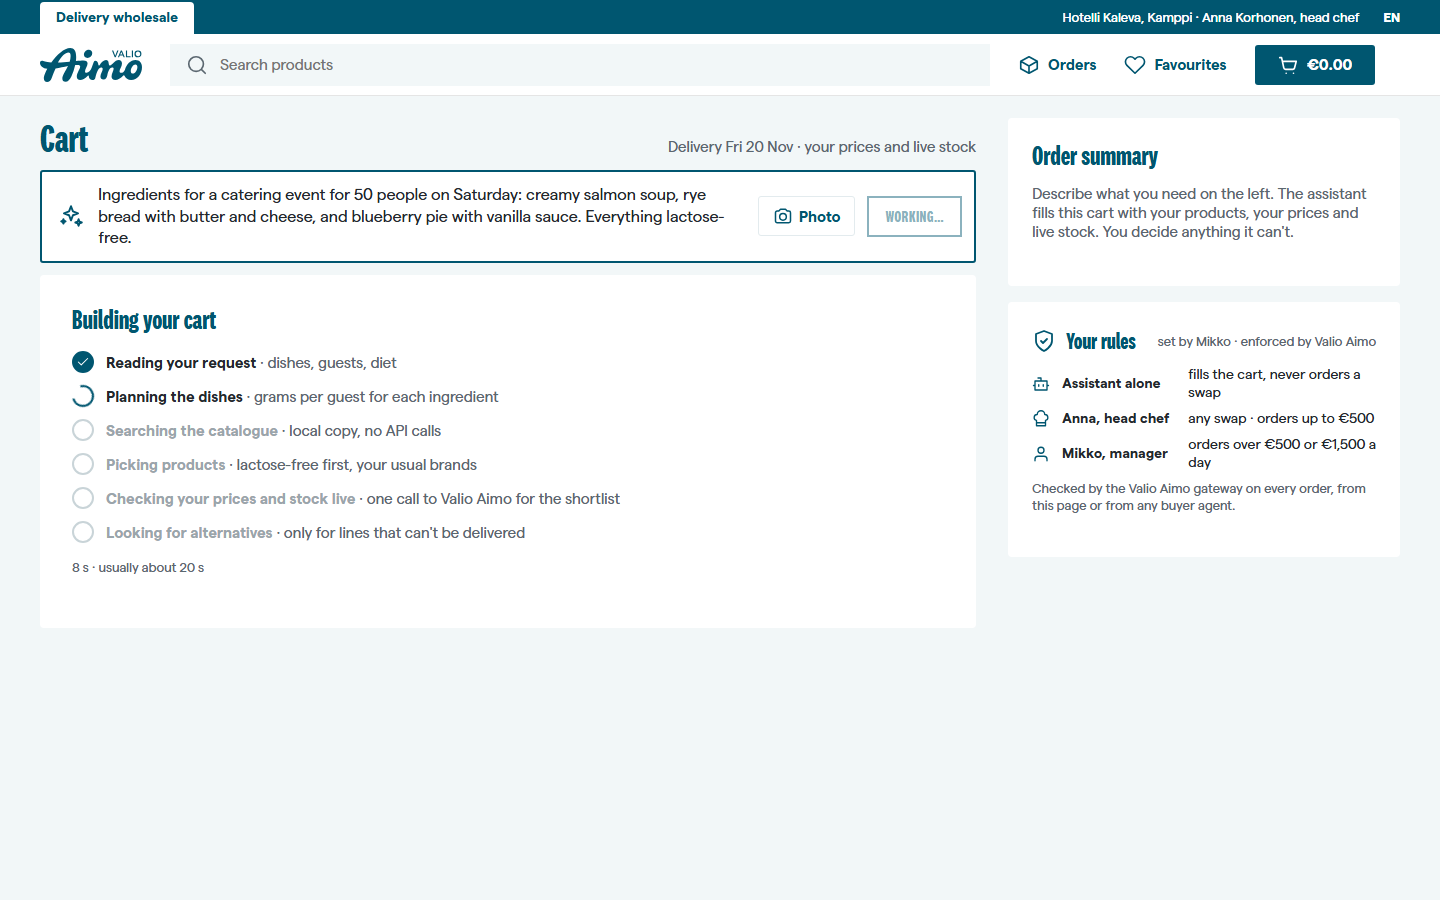 Delivery wholesale
Hotelli Kaleva, Kamppi · Anna Korhonen, head chef
EN
VALIO
Aimo
Search products
Orders
Favourites
€0.00
Cart
Delivery Fri 20 Nov · your prices and live stock
Ingredients for a catering event for 50 people on Saturday: creamy salmon soup, rye
bread with butter and cheese, and blueberry pie with vanilla sauce. Everything lactose-
free.
Photo
WORKING...
Building your cart
Reading your request · dishes, guests, diet
Planning the dishes · grams per guest for each ingredient
Searching the catalogue · local copy, no API calls
Picking products · lactose-free first, your usual brands
Checking your prices and stock live · one call to Valio Aimo for the shortlist
Looking for alternatives · only for lines that can't be delivered
8 s · usually about 20 s
Order summary
Describe what you need on the left. The assistant
fills this cart with your products, your prices and
live stock. You decide anything it can't.
Your rules
set by Mikko · enforced by Valio Aimo
Assistant alone
fills the cart, never orders a
swap
Anna, head chef
any swap · orders up to €500
Mikko, manager
orders over €500 or €1,500 a
day
Checked by the Valio Aimo gateway on every order, from
this page or from any buyer agent.